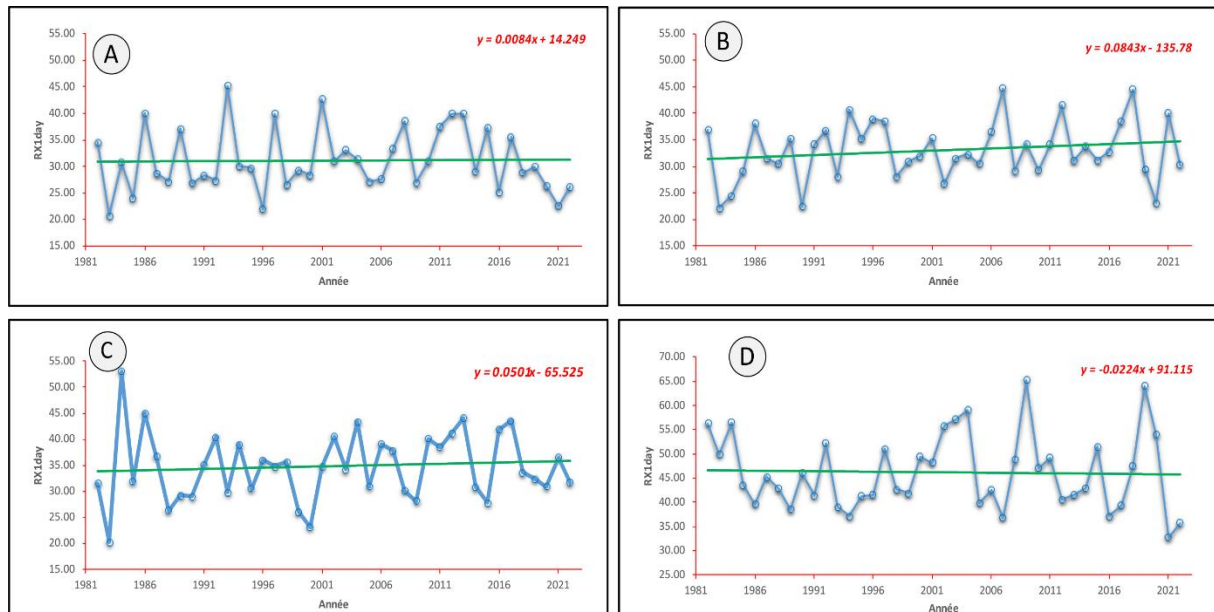 A
y = 0.0084x + 14.249
RX1day
55.00
50.00
45.00
40.00
35.00
30.00
25.00
20.00
15.00
1981 1986 1991 1996 2001 2006 2011 2016 2021
Année
B
y = 0.0843x - 135.78
RX1day
55.00
50.00
45.00
40.00
35.00
30.00
25.00
20.00
15.00
1981 1986 1991 1996 2001 2006 2011 2016 2021
Année
C
y = 0.0501x - 65.525
RX1day
55.00
50.00
45.00
40.00
35.00
30.00
25.00
20.00
15.00
1981 1986 1991 1996 2001 2006 2011 2016 2021
Année
D
y = -0.0224x + 91.115
RX1day
70.00
65.00
60.00
55.00
50.00
45.00
40.00
35.00
30.00
25.00
1981 1986 1991 1996 2001 2006 2011 2016 2021
Année